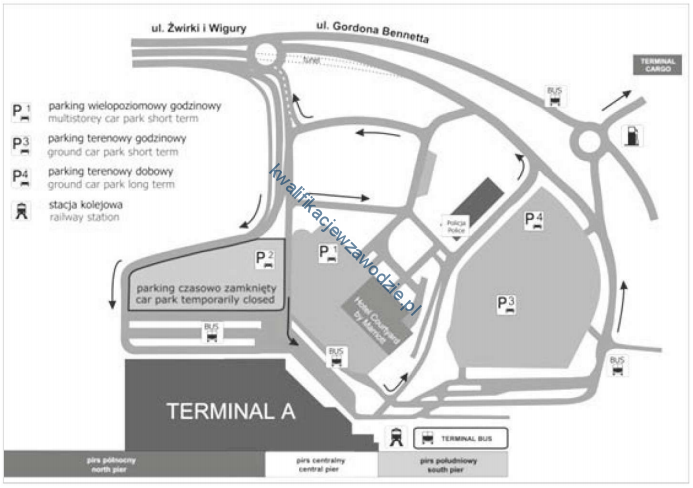 ul. Żwirki i Wigury
ul. Gordona Bennetta
tunel
TERMINAL
CARGO
BUS
P1
parking wielopoziomowy godzinowy
multistorey car park short term
P3
parking terenowy godzinowy
ground car park short term
P4
parking terenowy dobowy
ground car park long term
stacja kolejowa
railway station
kwalifikacjewzawodzie.pl
Policja
Police
P4
P2
P1
parking czasowo zamknięty
car park temporarily closed
P3
Hotel Courtyard
by Marriott
BUS
BUS
BUS
TERMINAL A
TERMINAL BUS
pirs północny
north pier
pirs centralny
central pier
pirs południowy
south pier